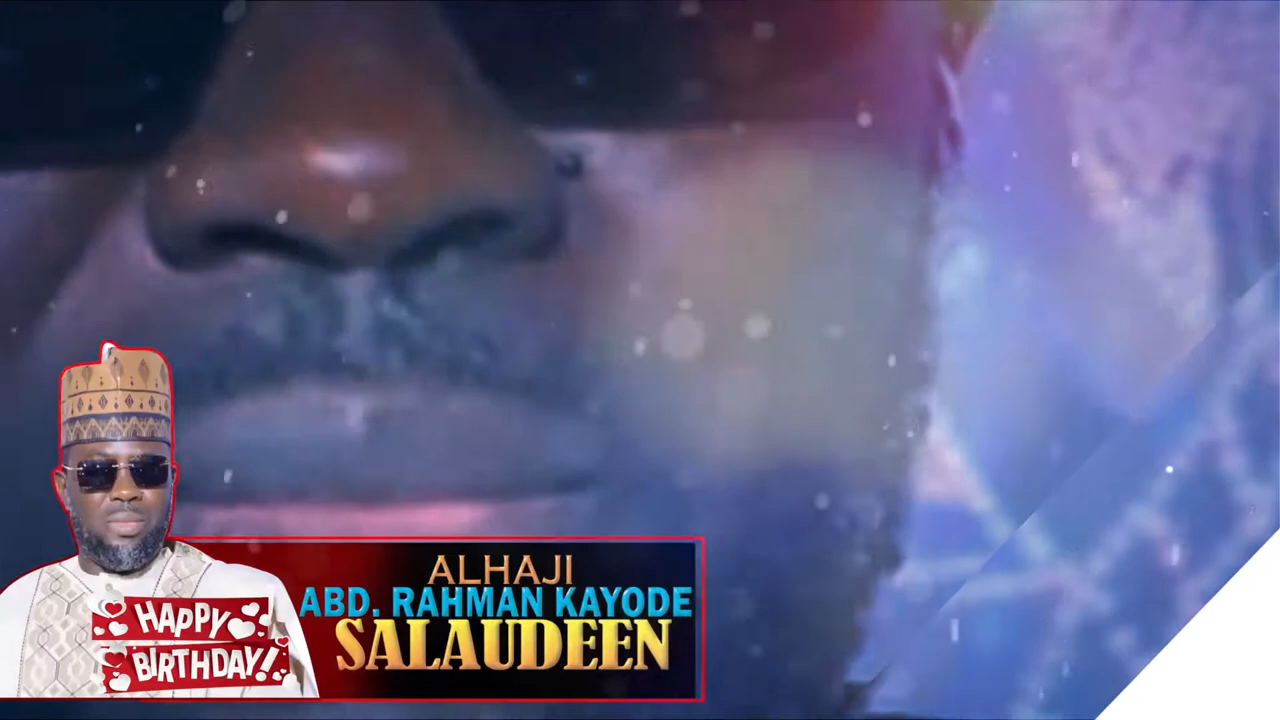 ALHAJI
ABD. RAHMAN KAYODE
SALAUDEEN
HAPPY
BIRTHDAY!